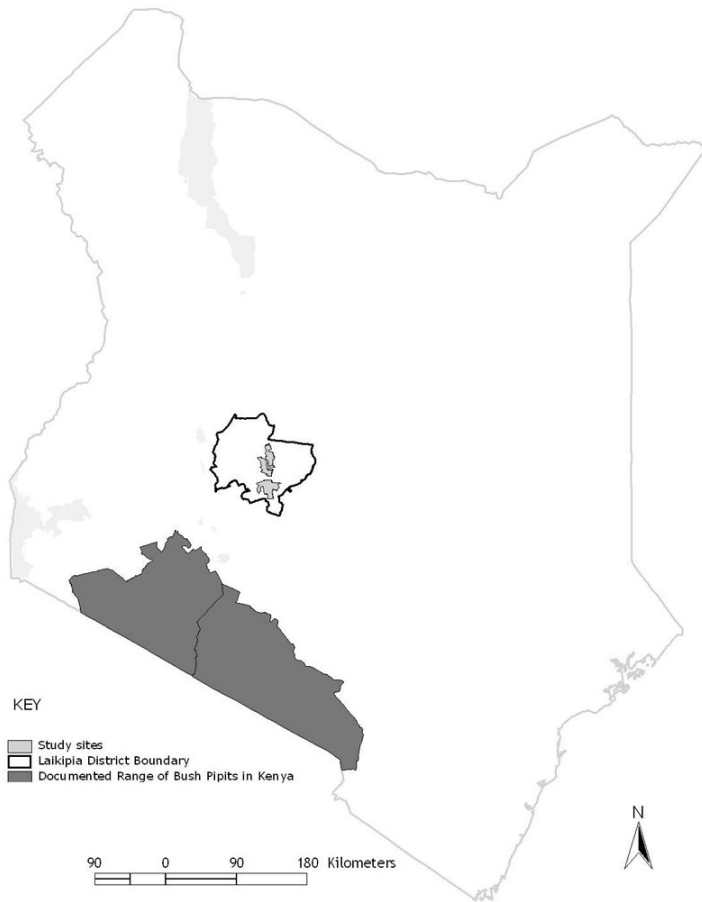 KEY
Study sites
Laikipia District Boundary
Documented Range of Bush Pipits in Kenya
N
90 0 90 180 Kilometers